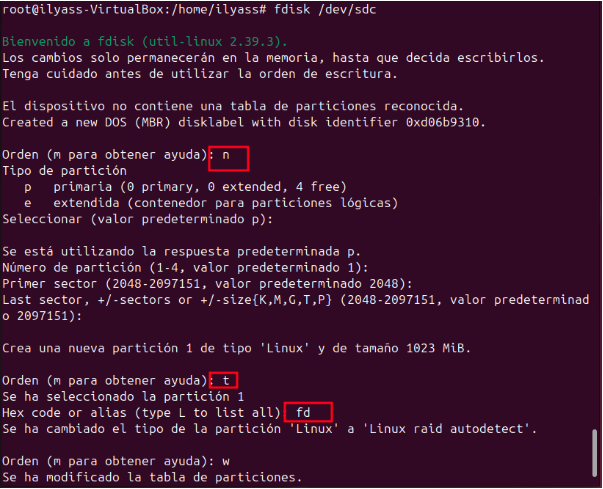 root@ilyass-VirtualBox:/home/ilyass# fdisk /dev/sdc
Bienvenido a fdisk (util-linux 2.39.3).
Los cambios solo permanecerán en la memoria, hasta que decida escribirlos.
Tenga cuidado antes de utilizar la orden de escritura.
El dispositivo no contiene una tabla de particiones reconocida.
Created a new DOS (MBR) disklabel with disk identifier 0xd06b9310.
Orden (m para obtener ayuda): n
Tipo de partición
   p   primaria (0 primary, 0 extended, 4 free)
   e   extendida (contenedor para particiones lógicas)
Seleccionar (valor predeterminado p):
Se está utilizando la respuesta predeterminada p.
Número de partición (1-4, valor predeterminado 1):
Primer sector (2048-2097151, valor predeterminado 2048):
Last sector, +/-sectors or +/-size{K,M,G,T,P} (2048-2097151, valor predeterminad
o 2097151):
Crea una nueva partición 1 de tipo 'Linux' y de tamaño 1023 MiB.
Orden (m para obtener ayuda): t
Se ha seleccionado la partición 1
Hex code or alias (type L to list all): fd
Se ha cambiado el tipo de la partición 'Linux' a 'Linux raid autodetect'.
Orden (m para obtener ayuda): w
Se ha modificado la tabla de particiones.